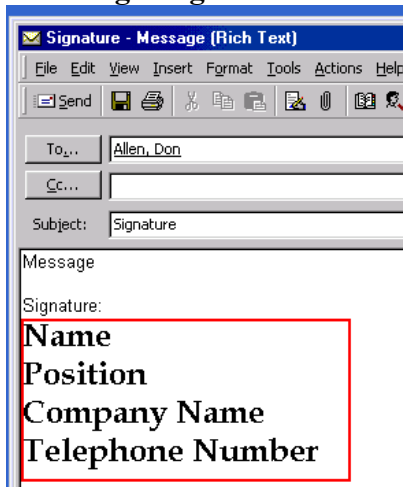 Signature - Message (Rich Text)
File Edit View Insert Format Tools Actions Help
Send
To... Allen, Don
Cc...
Subject: Signature
Message
Signature:
Name
Position
Company Name
Telephone Number